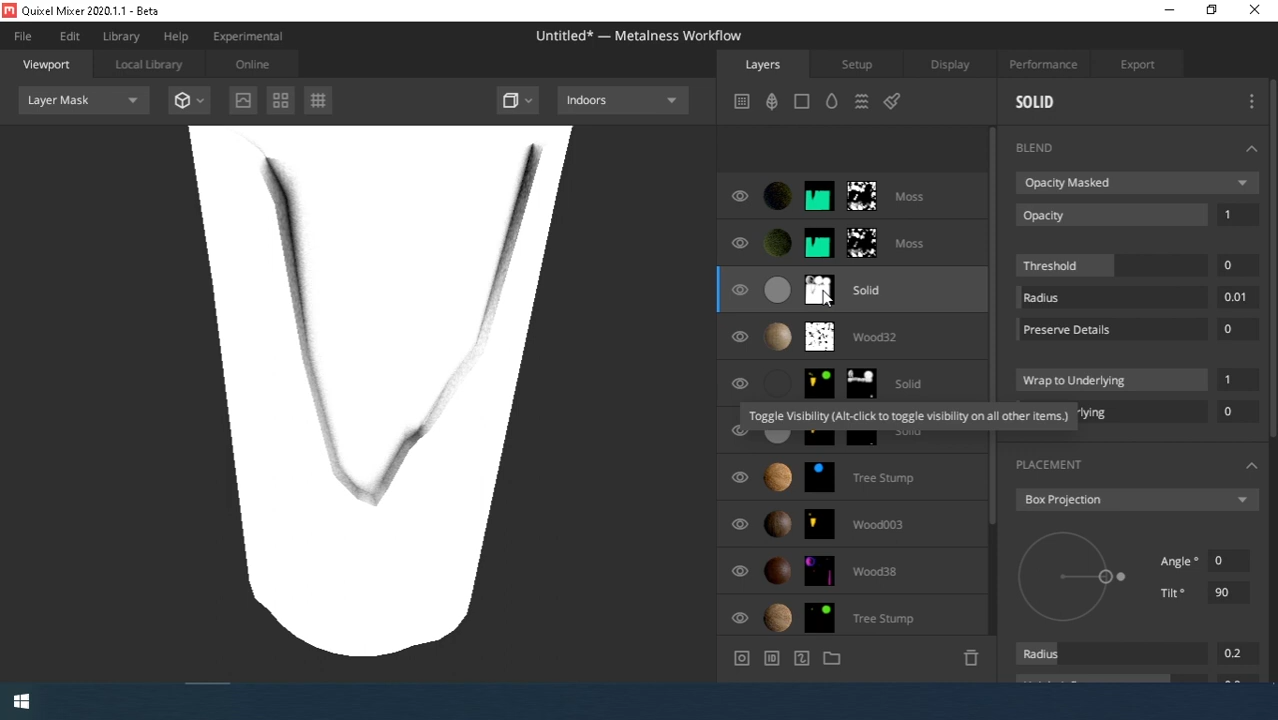 Quixel Mixer 2020.1.1 - Beta
File Edit Library Help Experimental
Untitled* — Metalness Workflow
Viewport Local Library Online
Layers Setup Display Performance Export
Layer Mask
Indoors
SOLID
BLEND
Opacity Masked
Opacity 1
Threshold 0
Radius 0.01
Preserve Details 0
Wrap to Underlying 1
0
PLACEMENT
Box Projection
Angle ° 0
Tilt ° 90
Radius 0.2
Moss
Moss
Solid
Wood32
Solid
Toggle Visibility (Alt-click to toggle visibility on all other items.)
Solid
Tree Stump
Wood003
Wood38
Tree Stump